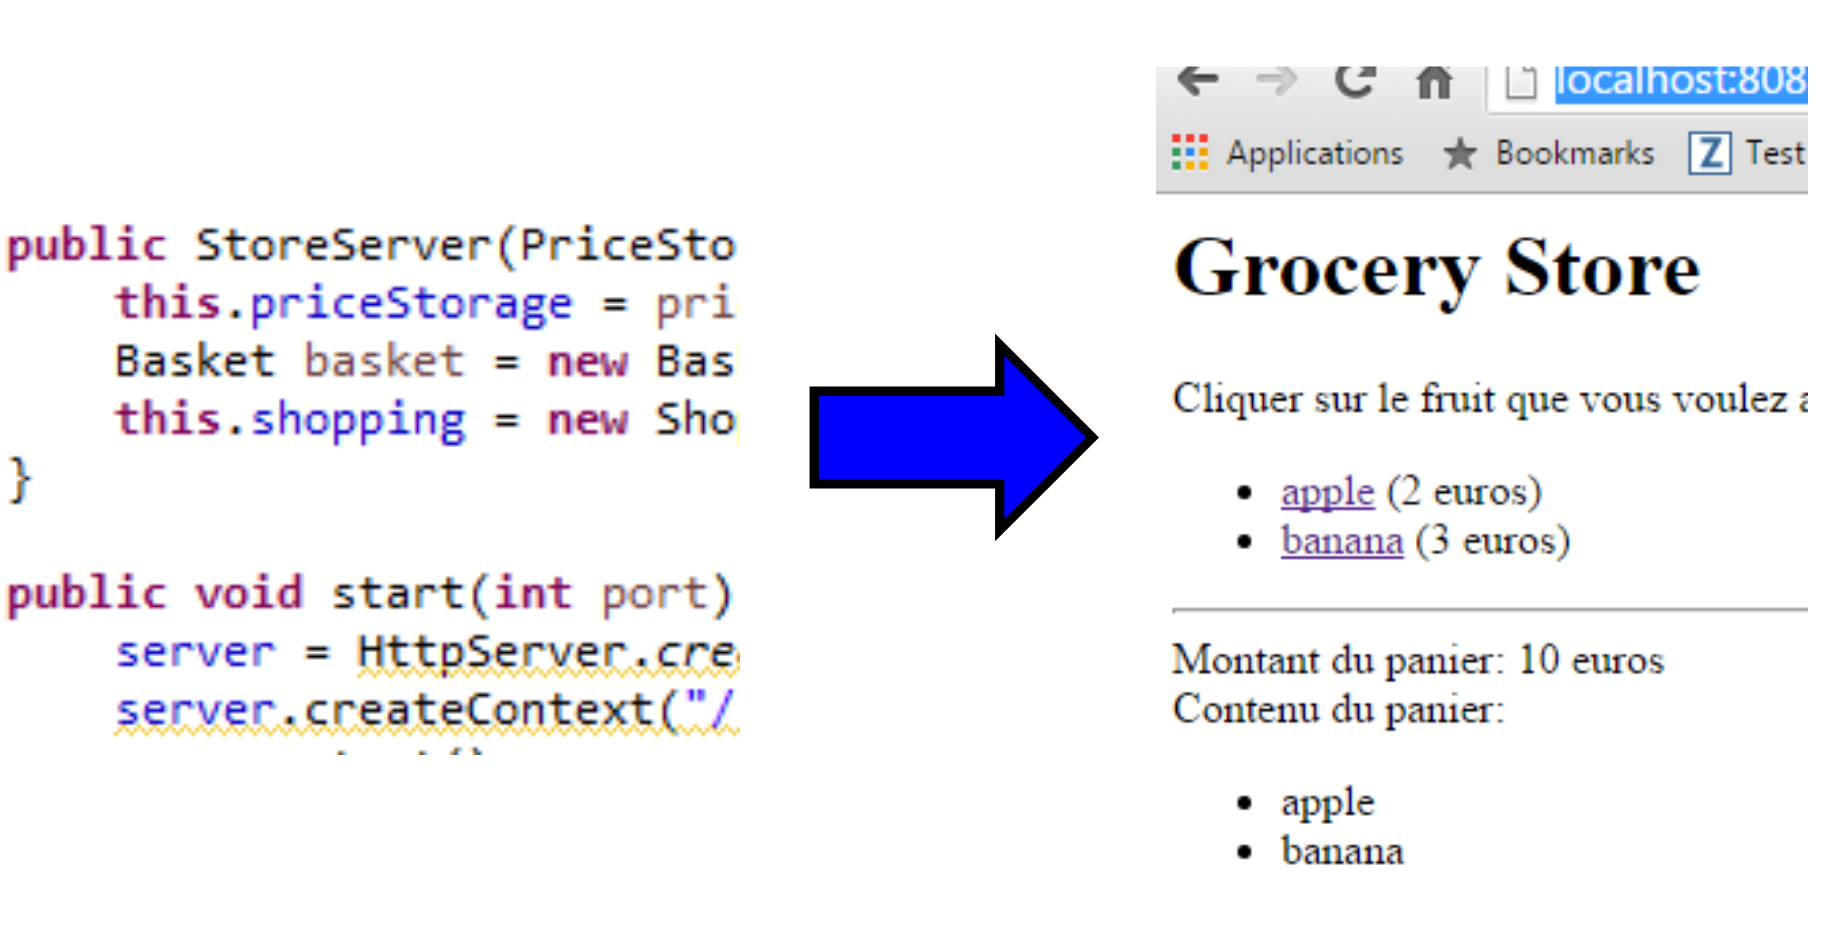 public StoreServer(PriceSto
this.priceStorage = pri
Basket basket = new Bas
this.shopping = new Sho
}
public void start(int port)
server = HttpServer.cre
server.createContext("/
localhost:808
Applications Bookmarks Z Test
Grocery Store
Cliquer sur le fruit que vous voulez a
• apple (2 euros)
• banana (3 euros)
Montant du panier: 10 euros
Contenu du panier:
• apple
• banana